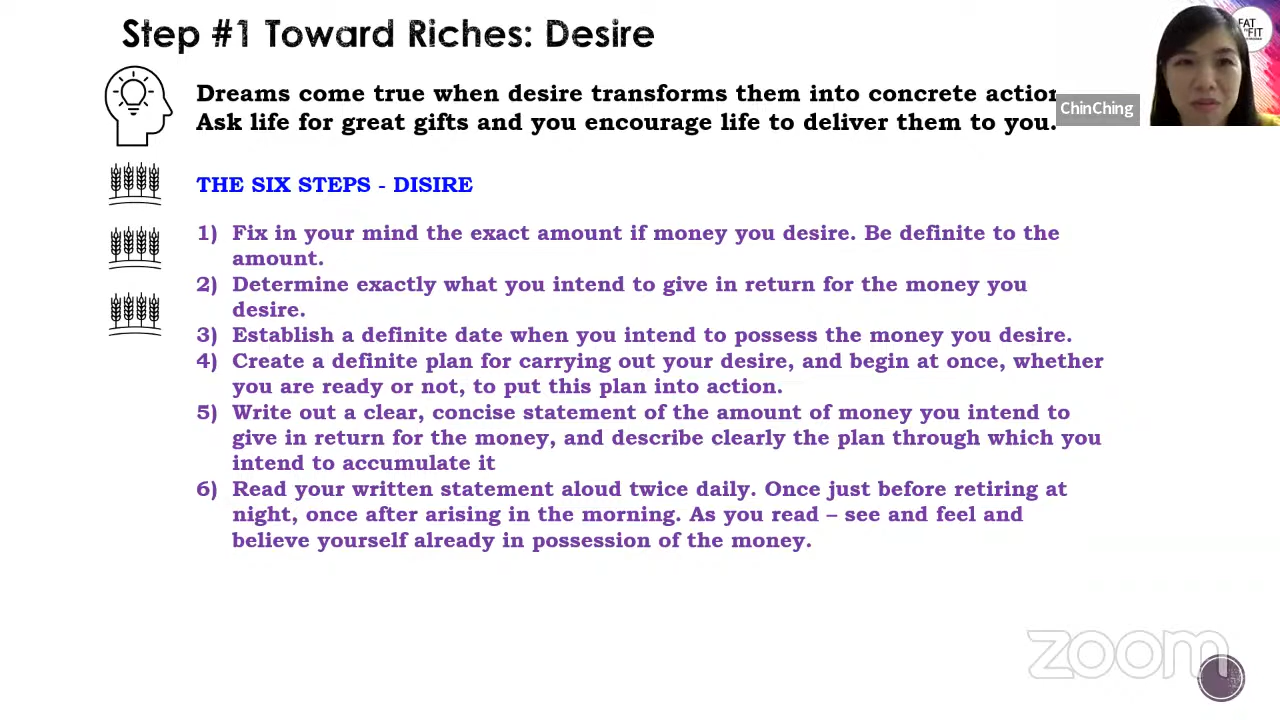 Step #1 Toward Riches: Desire
Dreams come true when desire transforms them into concrete action
Ask life for great gifts and you encourage life to deliver them to you.
ChinChing
FAT
FIT
THE SIX STEPS - DISIRE
1) Fix in your mind the exact amount if money you desire. Be definite to the
amount.
2) Determine exactly what you intend to give in return for the money you
desire.
3) Establish a definite date when you intend to possess the money you desire.
4) Create a definite plan for carrying out your desire, and begin at once, whether
you are ready or not, to put this plan into action.
5) Write out a clear, concise statement of the amount of money you intend to
give in return for the money, and describe clearly the plan through which you
intend to accumulate it
6) Read your written statement aloud twice daily. Once just before retiring at
night, once after arising in the morning. As you read – see and feel and
believe yourself already in possession of the money.
zoom